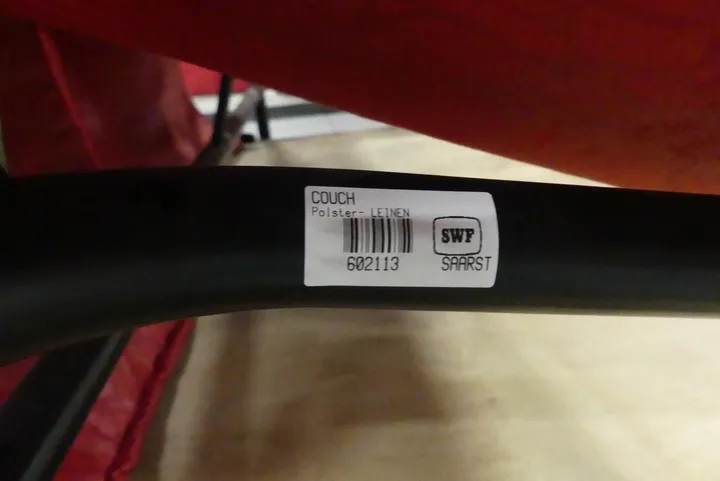 COUCH
Polster- LEINEN
SWF
602113 SAARST